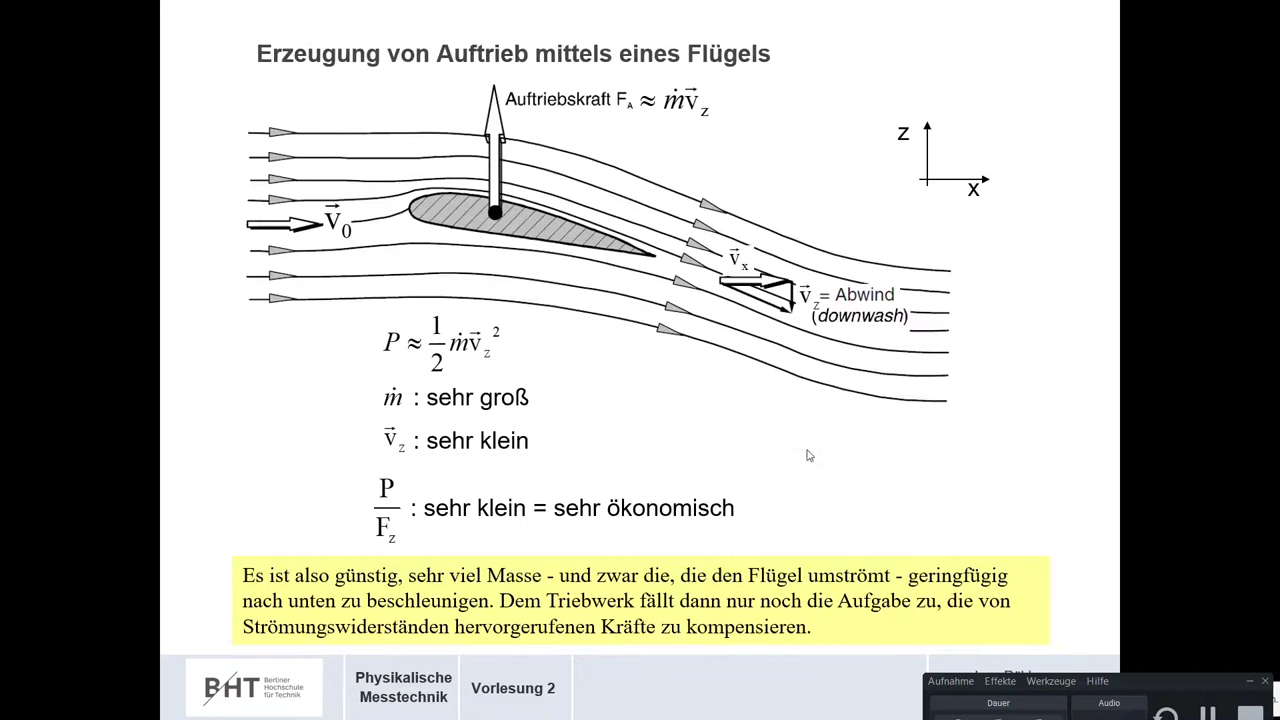 Erzeugung von Auftrieb mittels eines Flügels
Auftriebskraft F_A ≈ ṁv⃗_z
z
x
v⃗_0
v⃗_x
v⃗_z = Abwind
(downwash)
P ≈ 1/2 ṁv⃗_z²
ṁ : sehr groß
v⃗_z : sehr klein
P/F_z : sehr klein = sehr ökonomisch
Es ist also günstig, sehr viel Masse - und zwar die, die den Flügel umströmt - geringfügig
nach unten zu beschleunigen. Dem Triebwerk fällt dann nur noch die Aufgabe zu, die von
Strömungswiderständen hervorgerufenen Kräfte zu kompensieren.
BHT Berliner
Hochschule
für Technik
Physikalische
Messtechnik
Vorlesung 2
Aufnahme Effekte Werkzeuge Hilfe
Dauer Audio